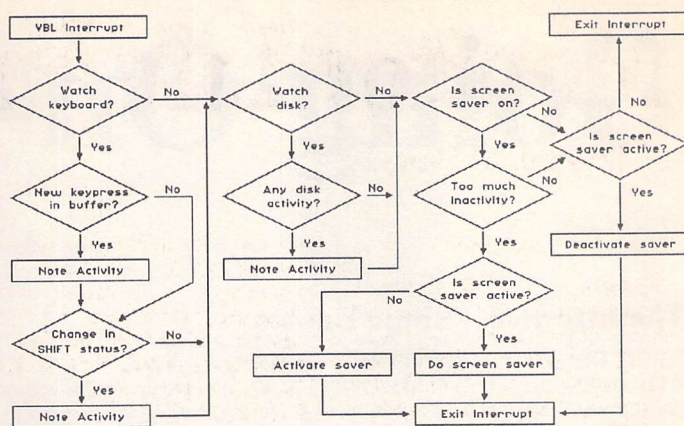 VBL Interrupt
Watch
keyboard?
No
Yes
New keypress
in buffer?
No
Yes
Note Activity
Change in
SHIFT status?
No
Yes
Note Activity
Watch
disk?
No
Yes
Any disk
activity?
No
Yes
Note Activity
Is screen
saver on?
No
Yes
Too much
inactivity?
No
Yes
Is screen
saver active?
No
Yes
Activate saver
Do screen saver
Exit Interrupt
Exit Interrupt
No
Is screen
saver active?
Yes
Deactivate saver